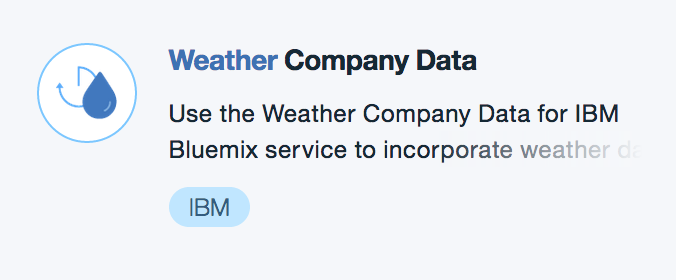 Weather Company Data
Use the Weather Company Data for IBM
Bluemix service to incorporate weather
IBM